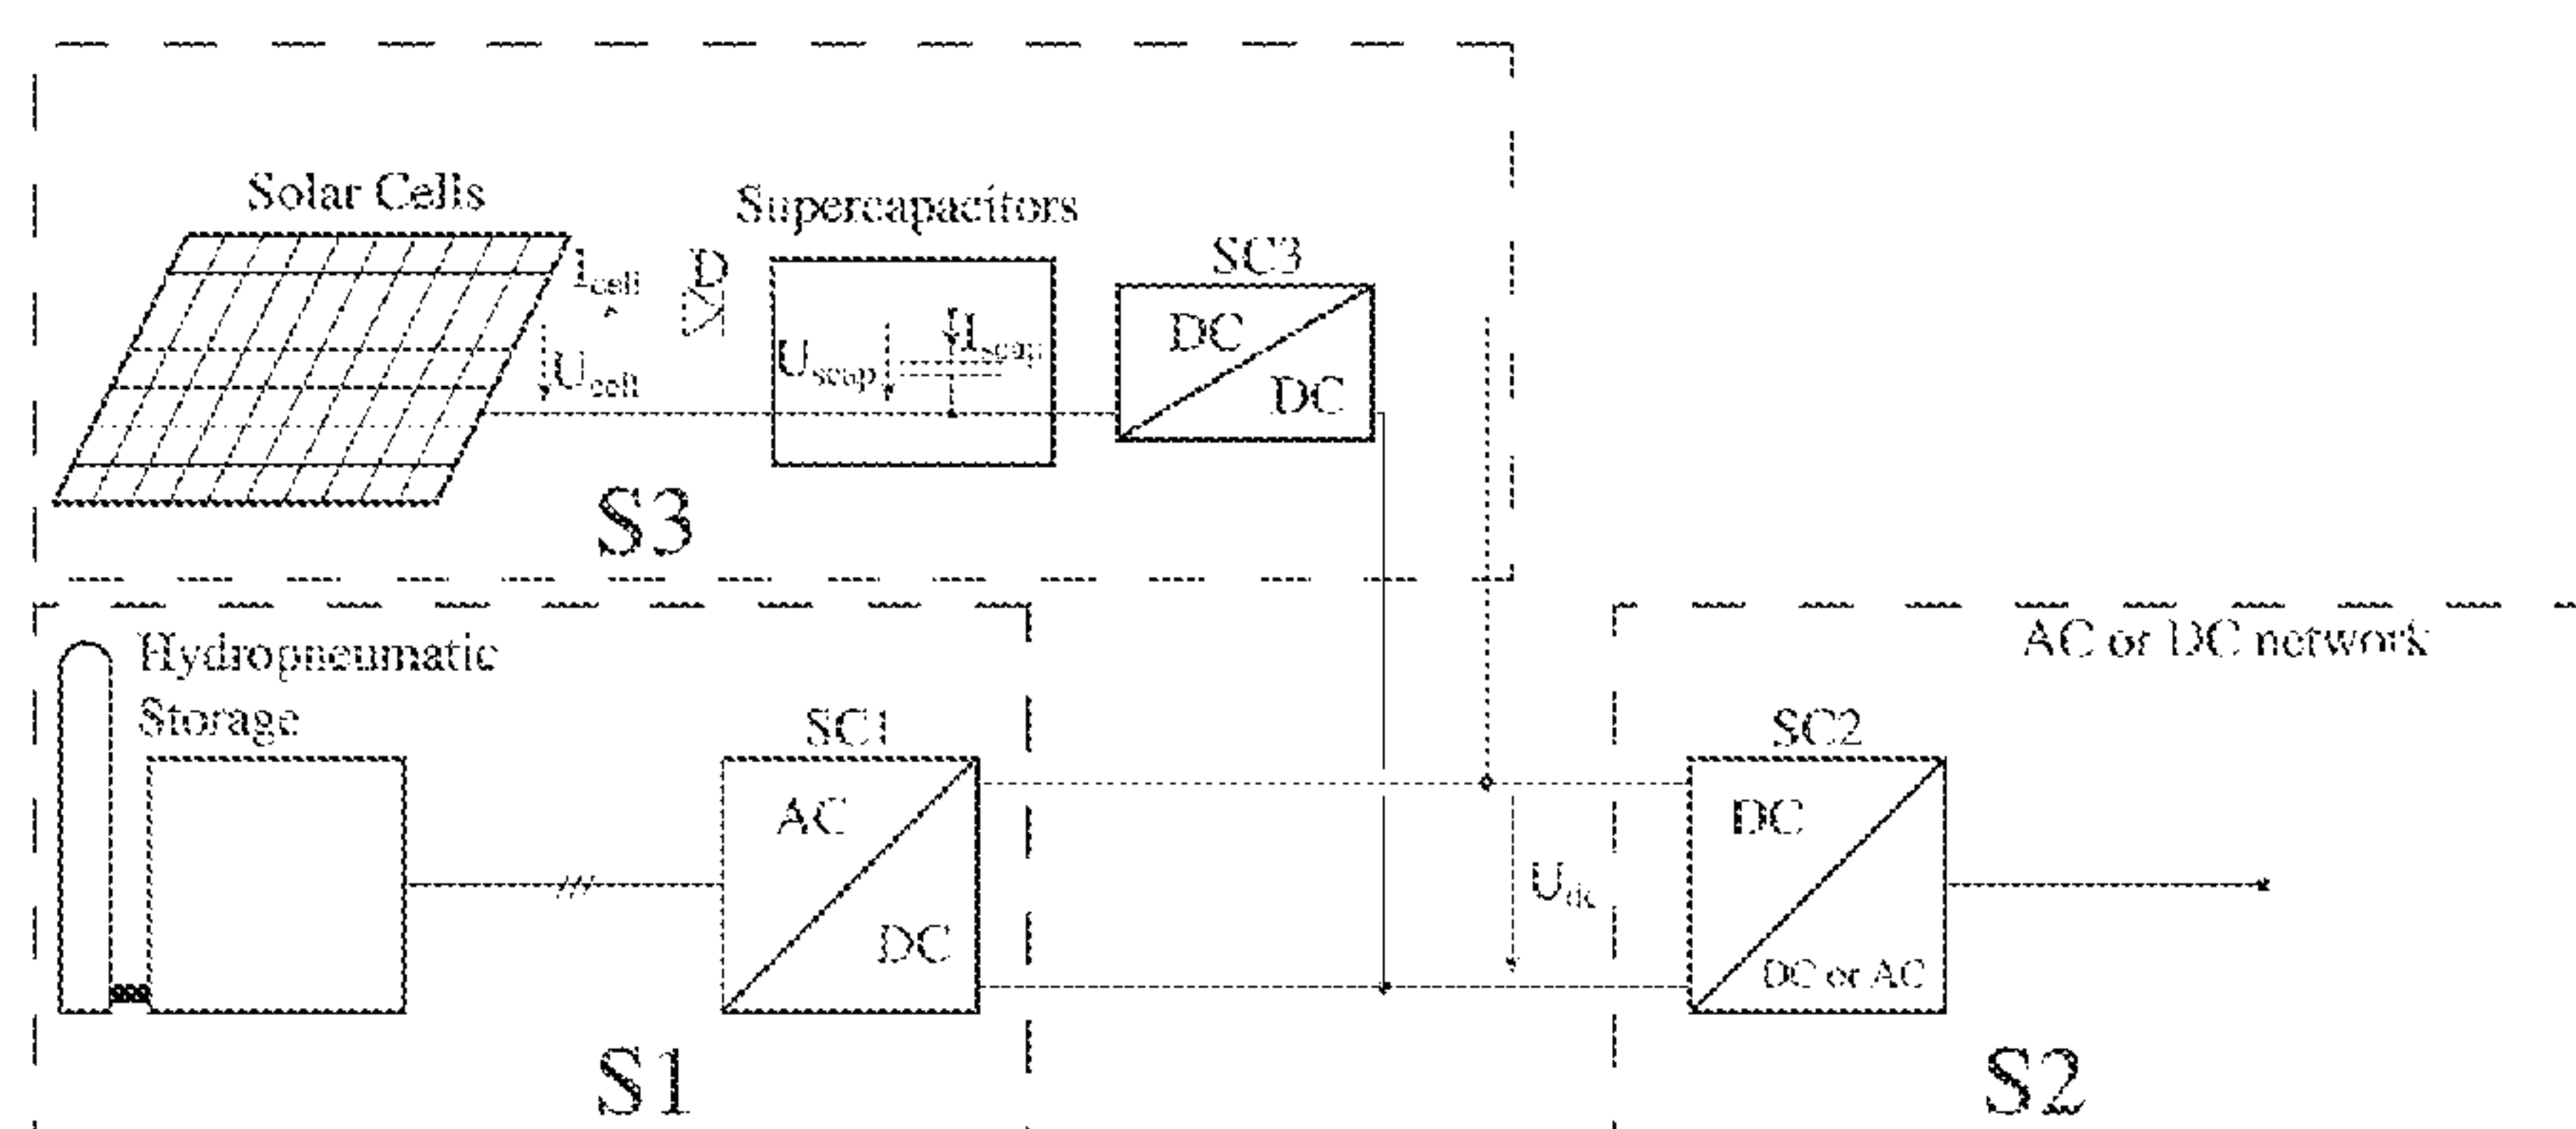 Solar Cells
Supercapacitors
SC3
I_cell
D
U_cell
U_scap
I_scap
DC
DC
S3
Hydropneumatic
Storage
SC1
AC
DC
S1
U_dc
AC or DC network
SC2
DC
DC or AC
S2